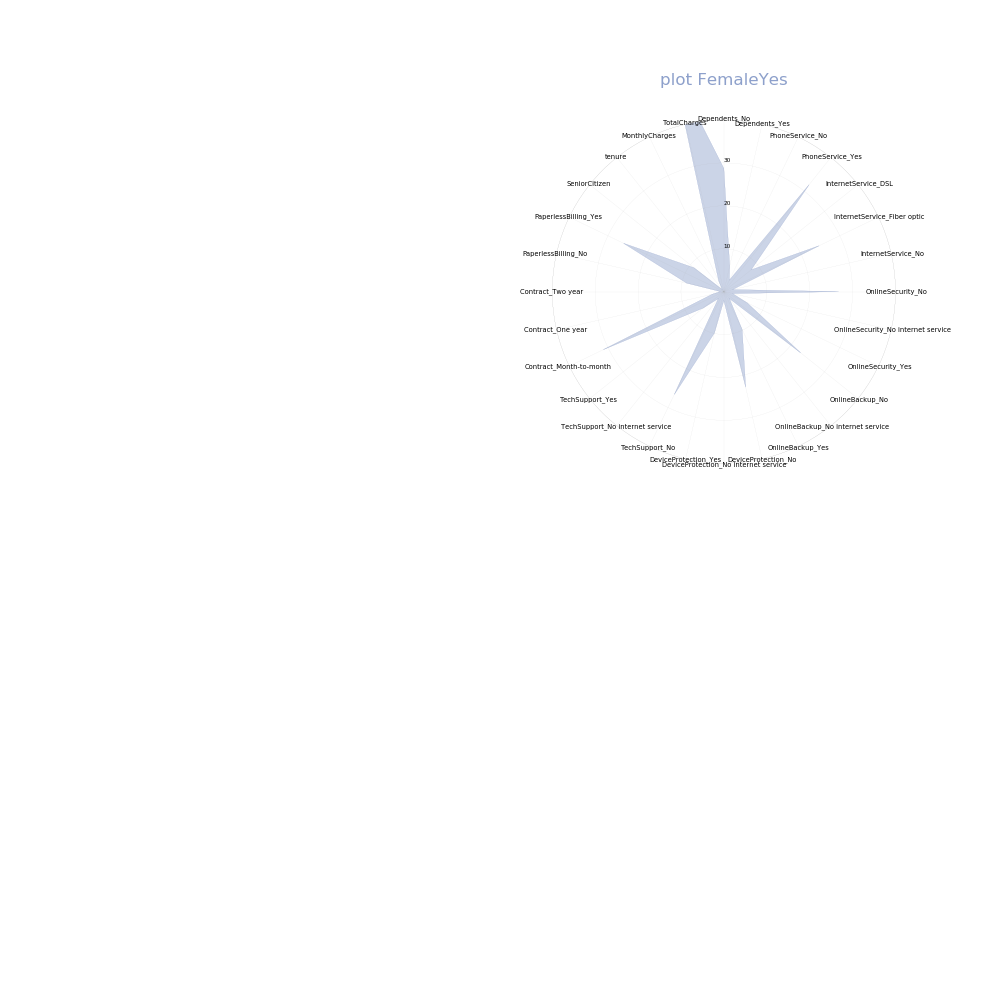 plot FemaleYes
Dependents_No
TotalCharges
Dependents_Yes
MonthlyCharges
PhoneService_No
tenure
30
PhoneService_Yes
SeniorCitizen
InternetService_DSL
20
PaperlessBilling_Yes
InternetService_Fiber optic
10
PaperlessBilling_No
InternetService_No
Contract_Two year
OnlineSecurity_No
Contract_One year
OnlineSecurity_No internet service
Contract_Month-to-month
OnlineSecurity_Yes
TechSupport_Yes
OnlineBackup_No
TechSupport_No internet service
OnlineBackup_No internet service
TechSupport_No
OnlineBackup_Yes
DeviceProtection_Yes
DeviceProtection_No
DeviceProtection_No internet service